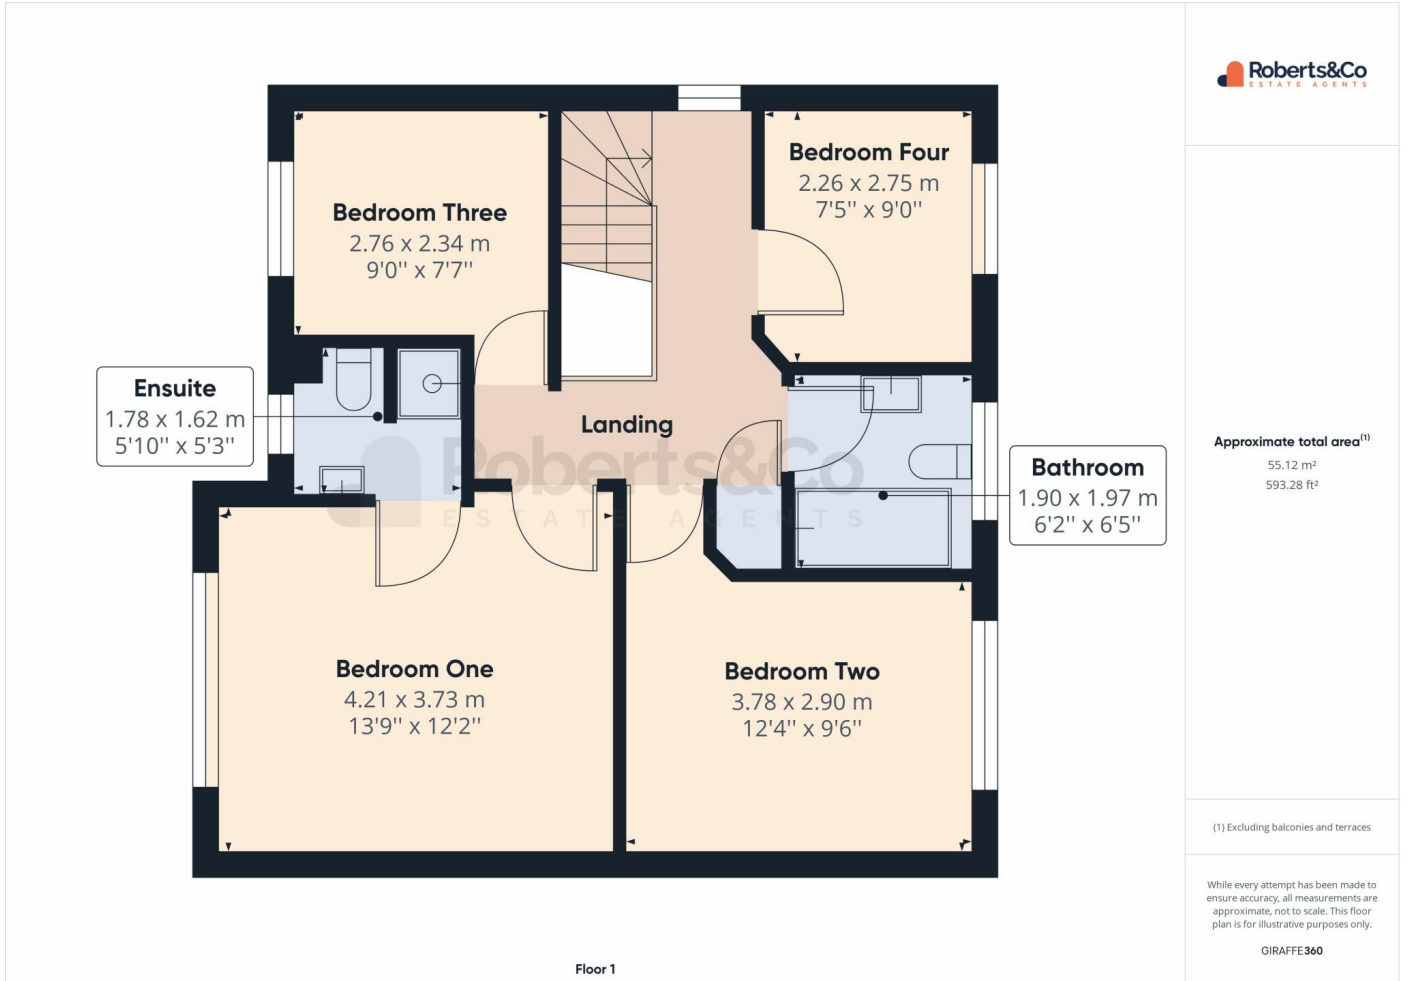 Roberts&Co
ESTATE AGENTS
Bedroom Three
2.76 x 2.34 m
9'0'' x 7'7''
Bedroom Four
2.26 x 2.75 m
7'5'' x 9'0''
Ensuite
1.78 x 1.62 m
5'10'' x 5'3''
Landing
Roberts&Co
ESTATE AGENTS
Bathroom
1.90 x 1.97 m
6'2'' x 6'5''
Bedroom One
4.21 x 3.73 m
13'9'' x 12'2''
Bedroom Two
3.78 x 2.90 m
12'4'' x 9'6''
Floor 1
Approximate total area(1)
55.12 m²
593.28 ft²
(1) Excluding balconies and terraces
While every attempt has been made to
ensure accuracy, all measurements are
approximate, not to scale. This floor
plan is for illustrative purposes only.
GIRAFFE360